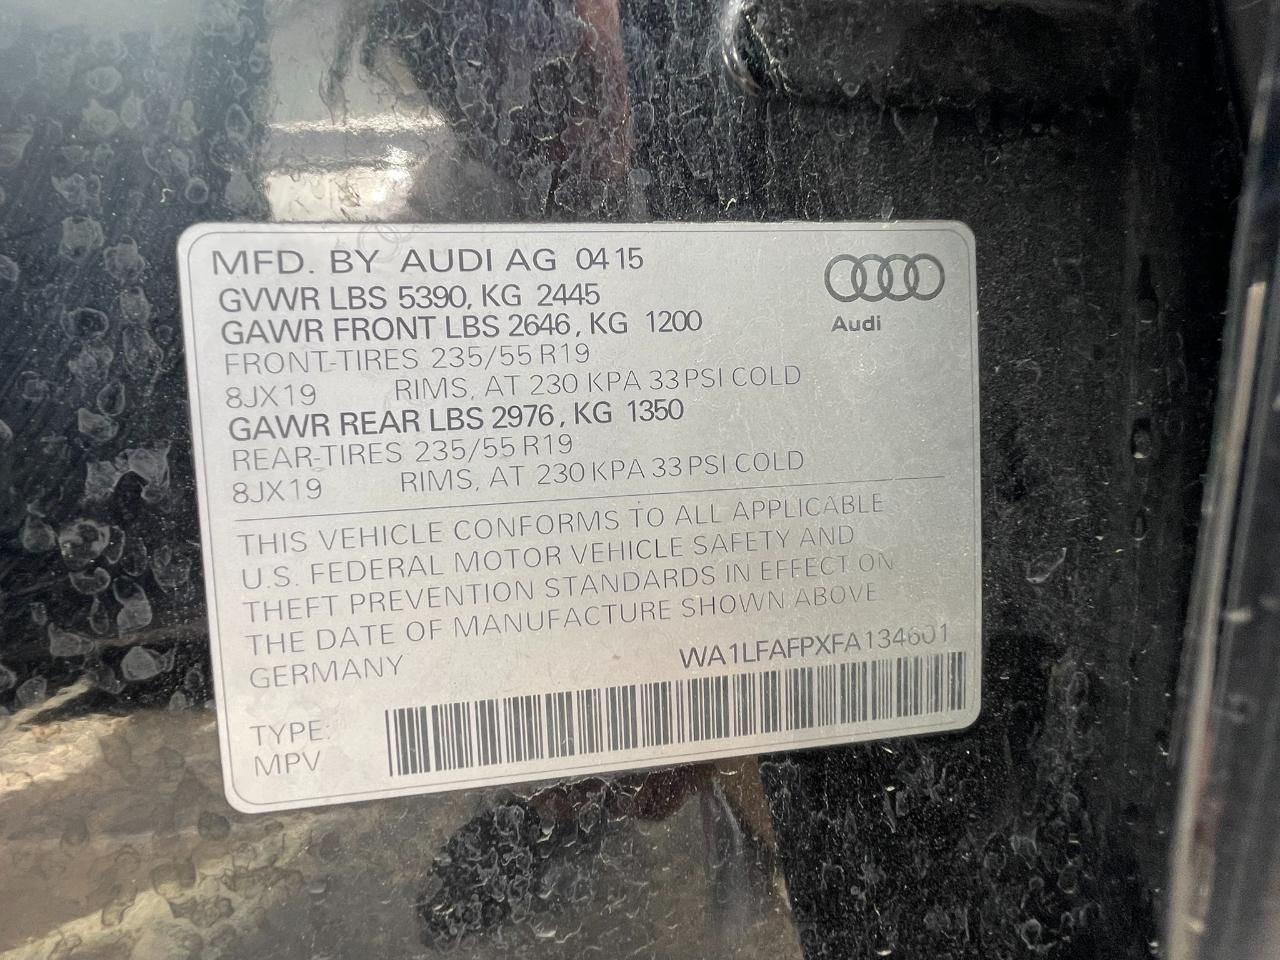 MFD. BY AUDI AG 0415
GVWR LBS 5390, KG 2445
GAWR FRONT LBS 2646, KG 1200
FRONT-TIRES 235/55 R19
8JX19 RIMS, AT 230 KPA 33 PSI COLD
GAWR REAR LBS 2976, KG 1350
REAR-TIRES 235/55 R19
8JX19 RIMS, AT 230 KPA 33 PSI COLD
Audi
THIS VEHICLE CONFORMS TO ALL APPLICABLE
U.S. FEDERAL MOTOR VEHICLE SAFETY AND
THEFT PREVENTION STANDARDS IN EFFECT ON
THE DATE OF MANUFACTURE SHOWN ABOVE
GERMANY WA1LFAFPXFA134601
TYPE:
MPV